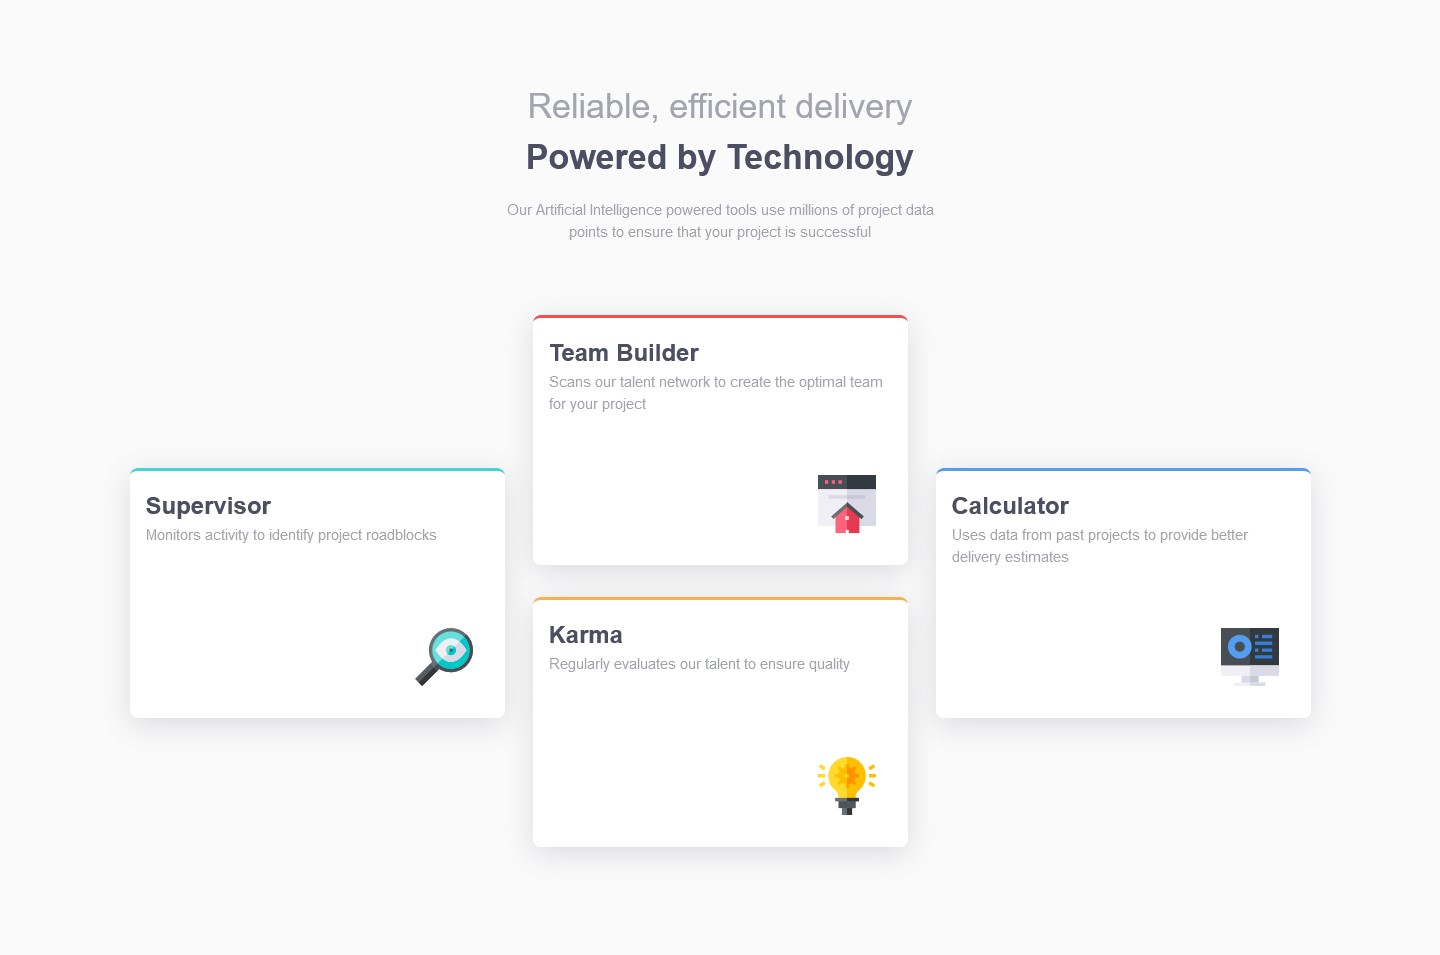 Reliable, efficient delivery
Powered by Technology
Our Artificial Intelligence powered tools use millions of project data
points to ensure that your project is successful
Supervisor
Monitors activity to identify project roadblocks
Team Builder
Scans our talent network to create the optimal team
for your project
Karma
Regularly evaluates our talent to ensure quality
Calculator
Uses data from past projects to provide better
delivery estimates